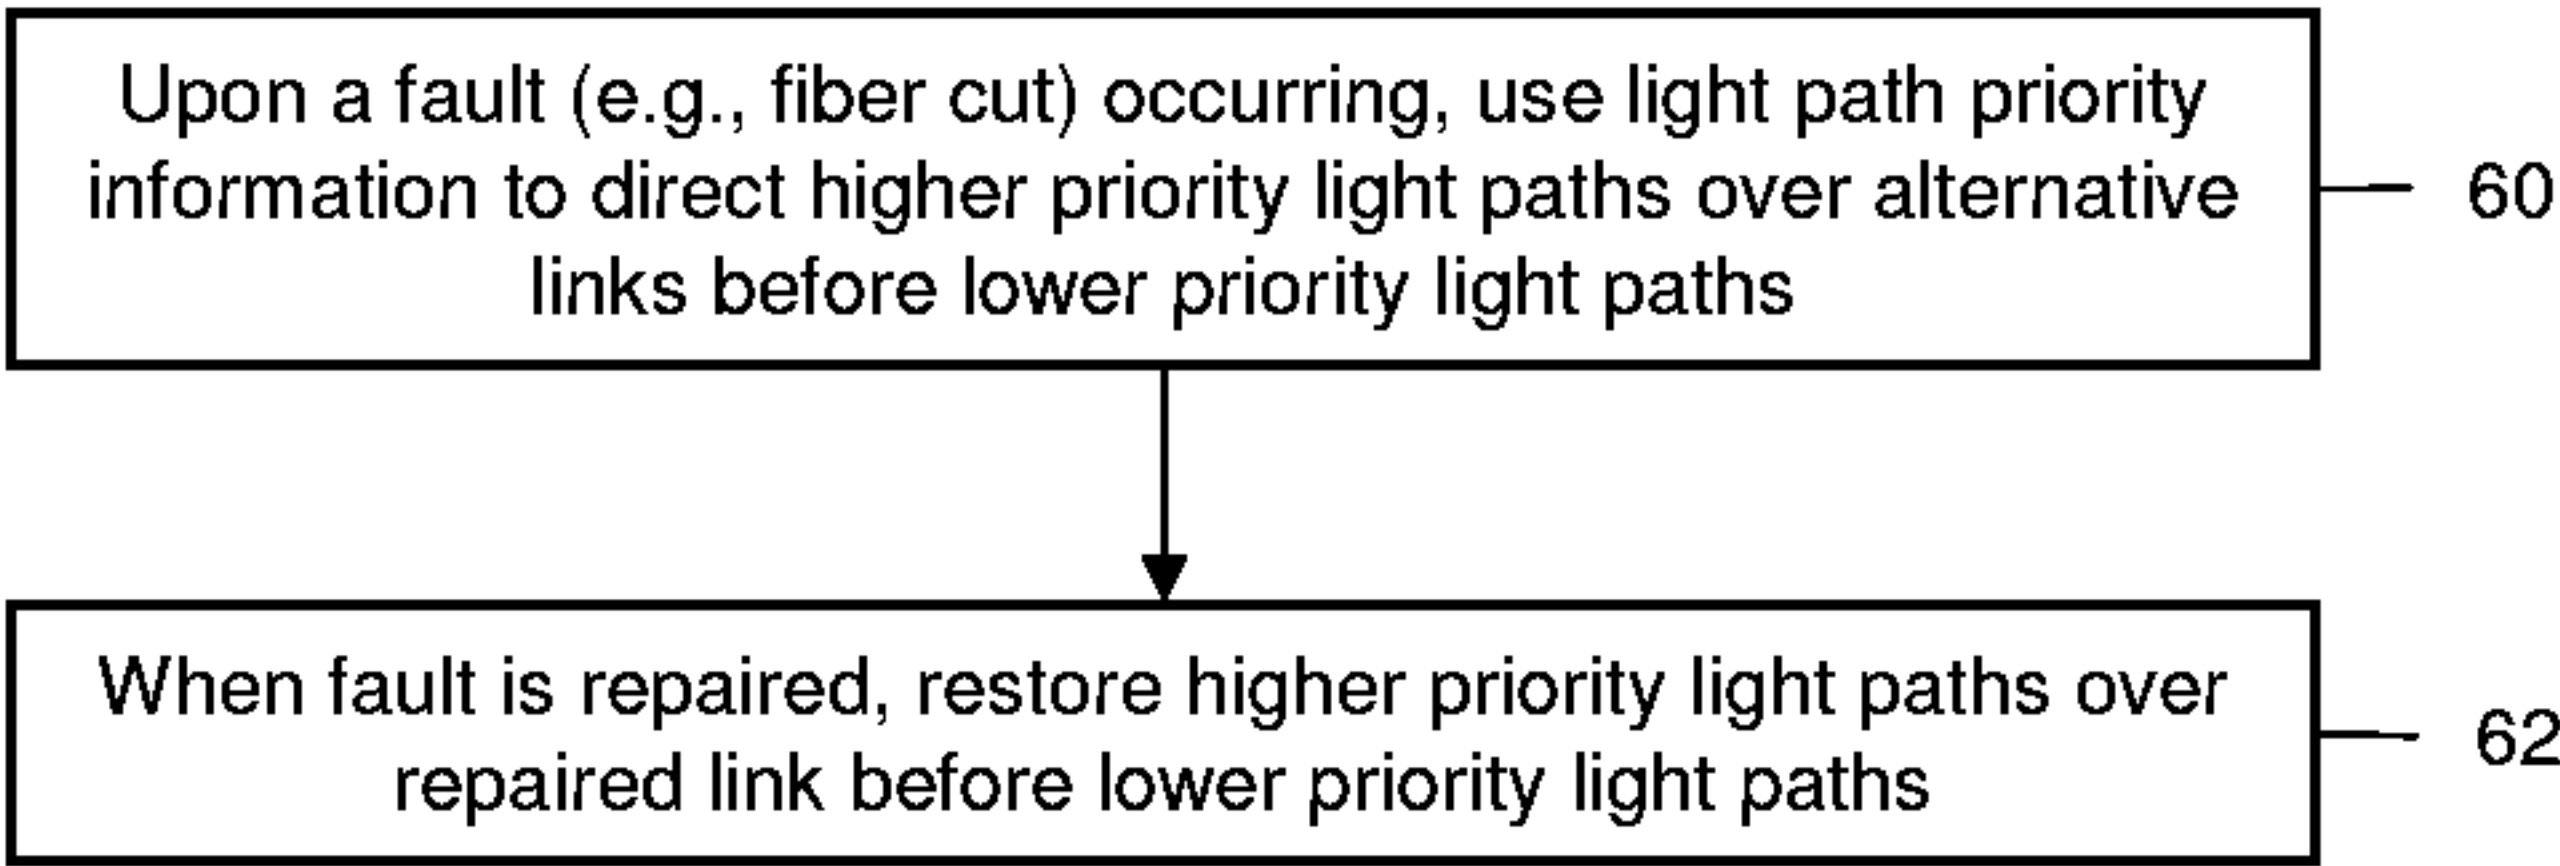 Upon a fault (e.g., fiber cut) occurring, use light path priority
information to direct higher priority light paths over alternative
links before lower priority light paths
60
When fault is repaired, restore higher priority light paths over
repaired link before lower priority light paths
62